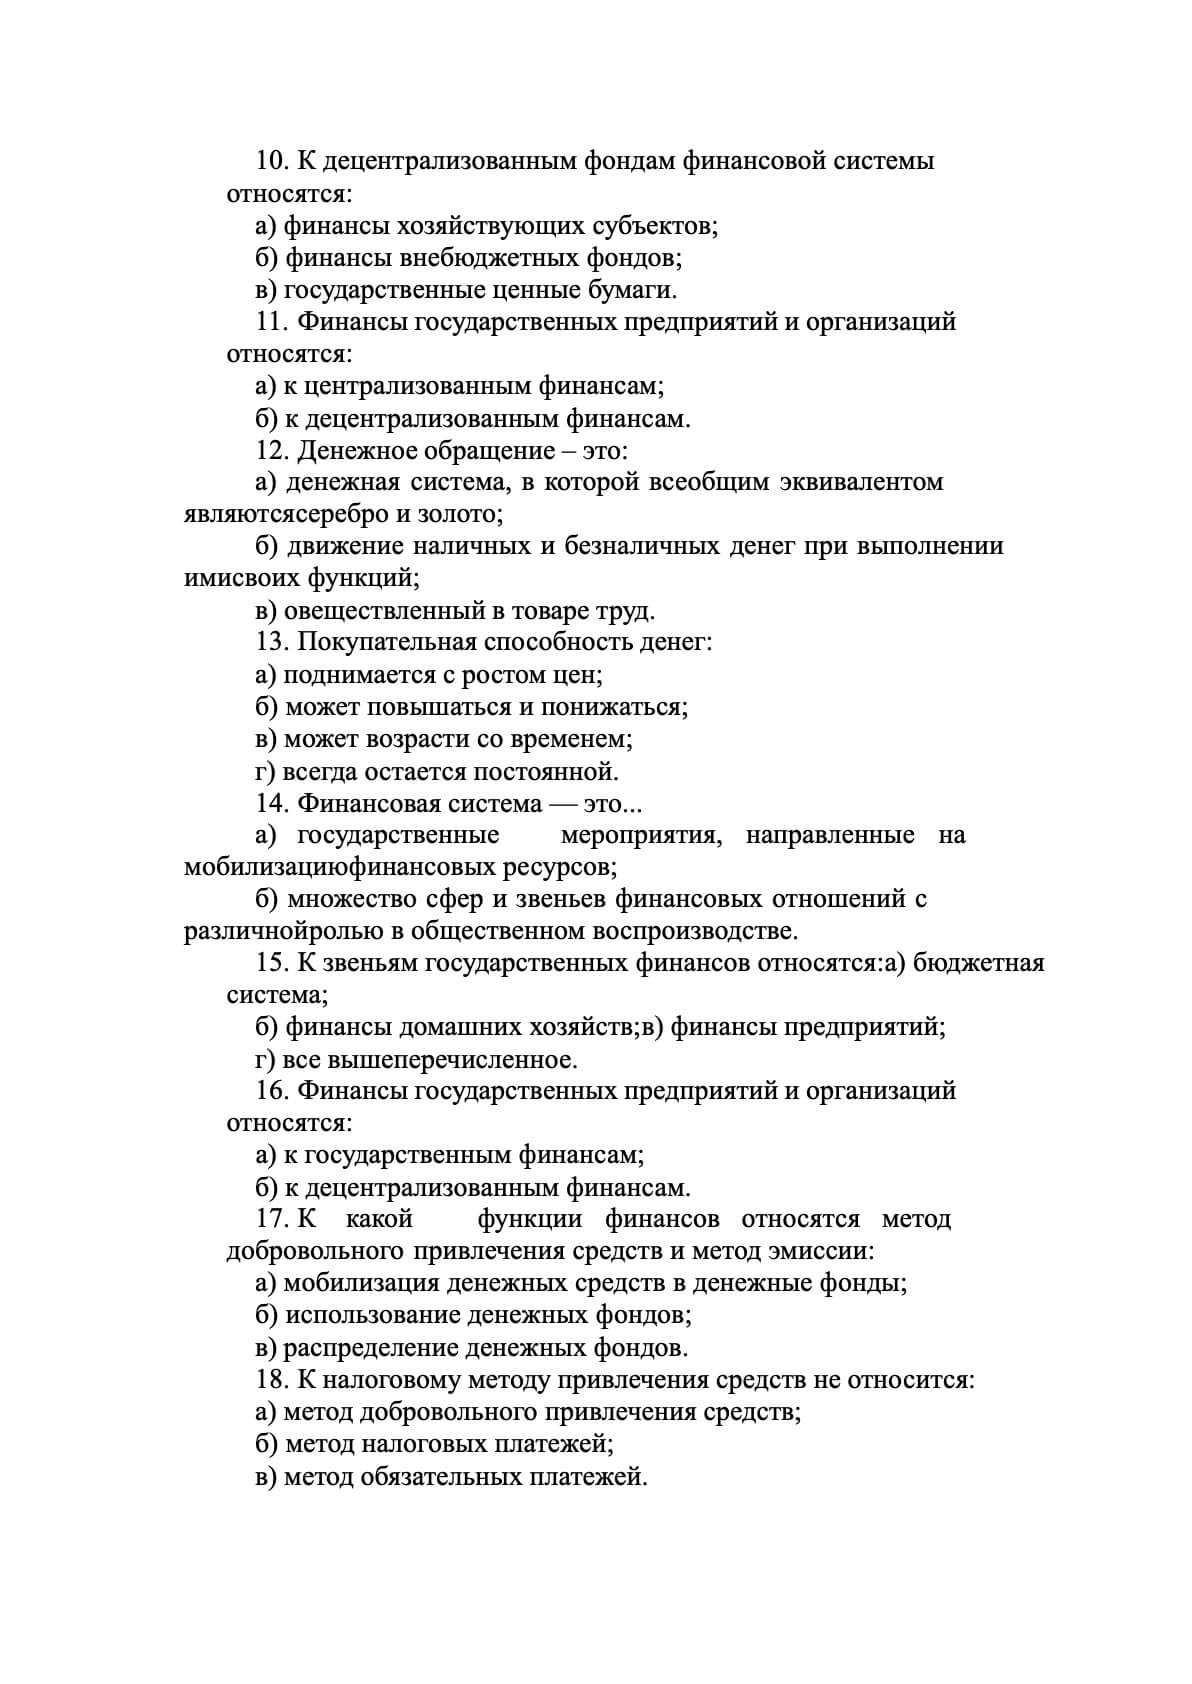 10. К децентрализованным фондам финансовой системы
относятся:
а) финансы хозяйствующих субъектов;
б) финансы внебюджетных фондов;
в) государственные ценные бумаги.
11. Финансы государственных предприятий и организаций
относятся:
а) к централизованным финансам;
б) к децентрализованным финансам.
12. Денежное обращение – это:
а) денежная система, в которой всеобщим эквивалентом
являютсясеребро и золото;
б) движение наличных и безналичных денег при выполнении
имисвоих функций;
в) овеществленный в товаре труд.
13. Покупательная способность денег:
а) поднимается с ростом цен;
б) может повышаться и понижаться;
в) может возрасти со временем;
г) всегда остается постоянной.
14. Финансовая система — это...
а) государственные мероприятия, направленные на
мобилизациюфинансовых ресурсов;
б) множество сфер и звеньев финансовых отношений с
различнойролью в общественном воспроизводстве.
15. К звеньям государственных финансов относятся:а) бюджетная
система;
б) финансы домашних хозяйств;в) финансы предприятий;
г) все вышеперечисленное.
16. Финансы государственных предприятий и организаций
относятся:
а) к государственным финансам;
б) к децентрализованным финансам.
17. К какой функции финансов относятся метод
добровольного привлечения средств и метод эмиссии:
а) мобилизация денежных средств в денежные фонды;
б) использование денежных фондов;
в) распределение денежных фондов.
18. К налоговому методу привлечения средств не относится:
а) метод добровольного привлечения средств;
б) метод налоговых платежей;
в) метод обязательных платежей.